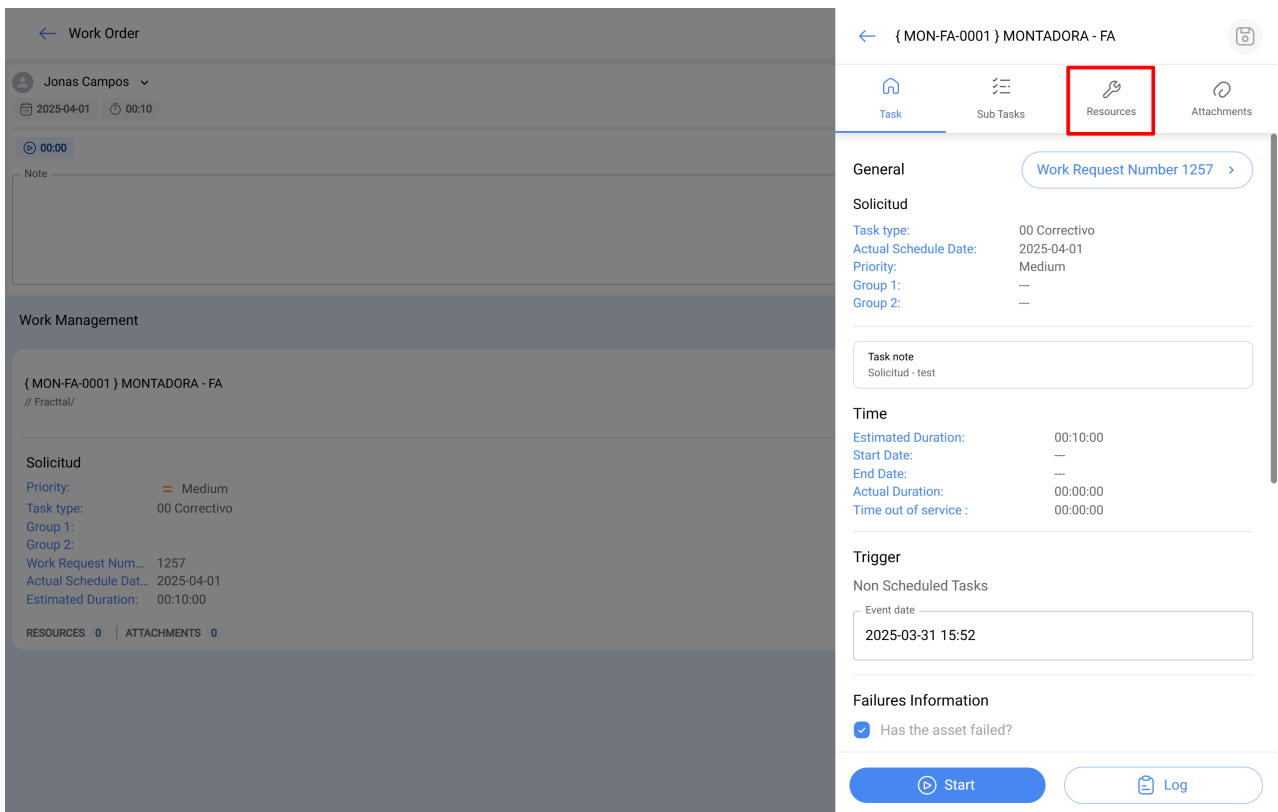 Work Order
Jonas Campos
2025-04-01 00:10
00:00
Note
Work Management
{ MON-FA-0001 } MONTADORA - FA
// Fracttal/
Solicitud
Priority: Medium
Task type: 00 Correctivo
Group 1:
Group 2:
Work Request Num... 1257
Actual Schedule Dat... 2025-04-01
Estimated Duration: 00:10:00
RESOURCES 0 | ATTACHMENTS 0
{ MON-FA-0001 } MONTADORA - FA
Task Sub Tasks Resources Attachments
General Work Request Number 1257 >
Solicitud
Task type: 00 Correctivo
Actual Schedule Date: 2025-04-01
Priority: Medium
Group 1: ---
Group 2: ---
Task note
Solicitud - test
Time
Estimated Duration: 00:10:00
Start Date: ---
End Date: ---
Actual Duration: 00:00:00
Time out of service : 00:00:00
Trigger
Non Scheduled Tasks
Event date
2025-03-31 15:52
Failures Information
Has the asset failed?
Start Log